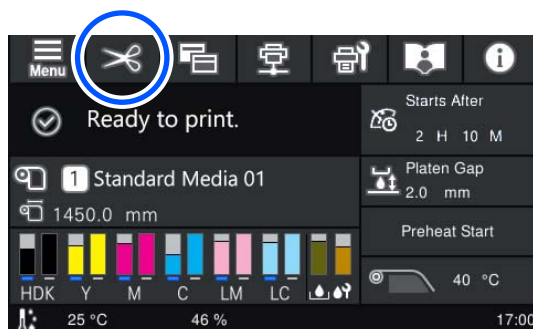 Menu
Ready to print.
Starts After
2 H 10 M
1 Standard Media 01
Platen Gap
2.0 mm
1450.0 mm
Preheat Start
HDK Y M C LM LC
40 °C
25 °C 46 % 17:00